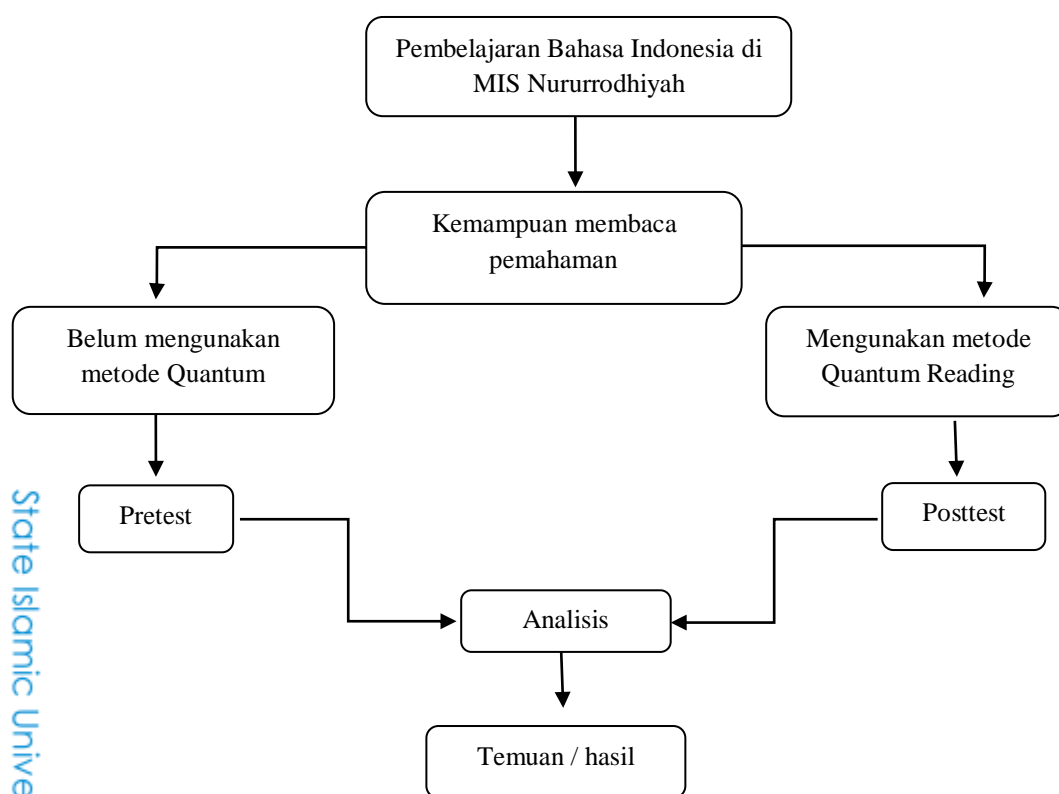 Pembelajaran Bahasa Indonesia di
MIS Nururrodhiyah
Kemampuan membaca
pemahaman
Belum mengunakan
metode Quantum
Mengunakan metode
Quantum Reading
Pretest
Posttest
Analisis
Temuan / hasil
State Islamic Unive